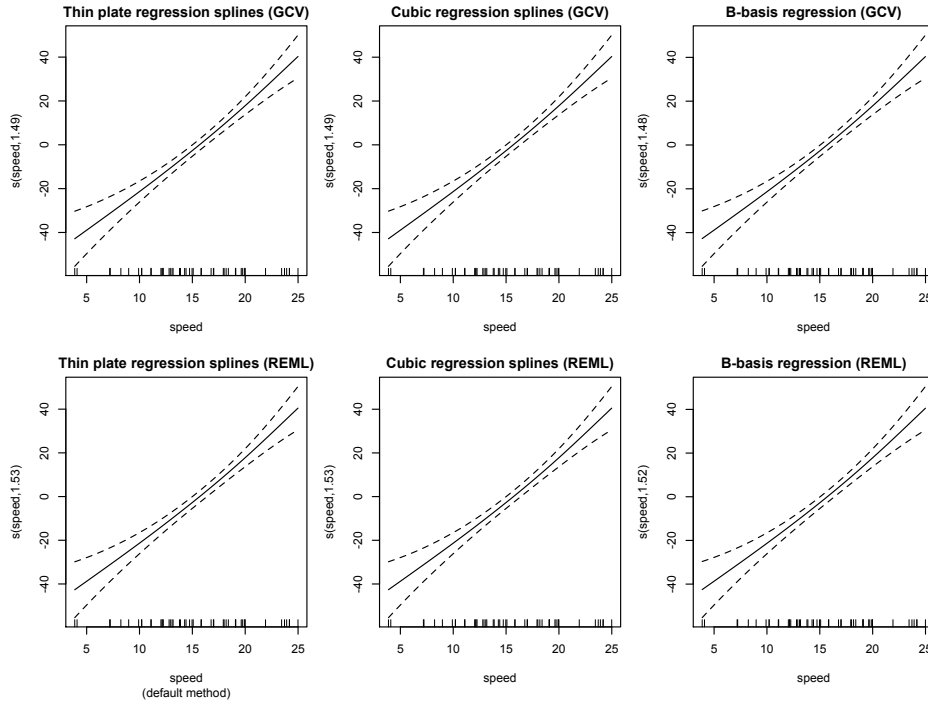 Thin plate regression splines (GCV)
Cubic regression splines (GCV)
B-basis regression (GCV)
s(speed,1.49)
-40 -20 0 20 40
5 10 15 20 25
speed
s(speed,1.49)
-40 -20 0 20 40
5 10 15 20 25
speed
s(speed,1.48)
-40 -20 0 20 40
5 10 15 20 25
speed
Thin plate regression splines (REML)
Cubic regression splines (REML)
B-basis regression (REML)
s(speed,1.53)
-40 -20 0 20 40
5 10 15 20 25
speed
(default method)
s(speed,1.53)
-40 -20 0 20 40
5 10 15 20 25
speed
s(speed,1.52)
-40 -20 0 20 40
5 10 15 20 25
speed